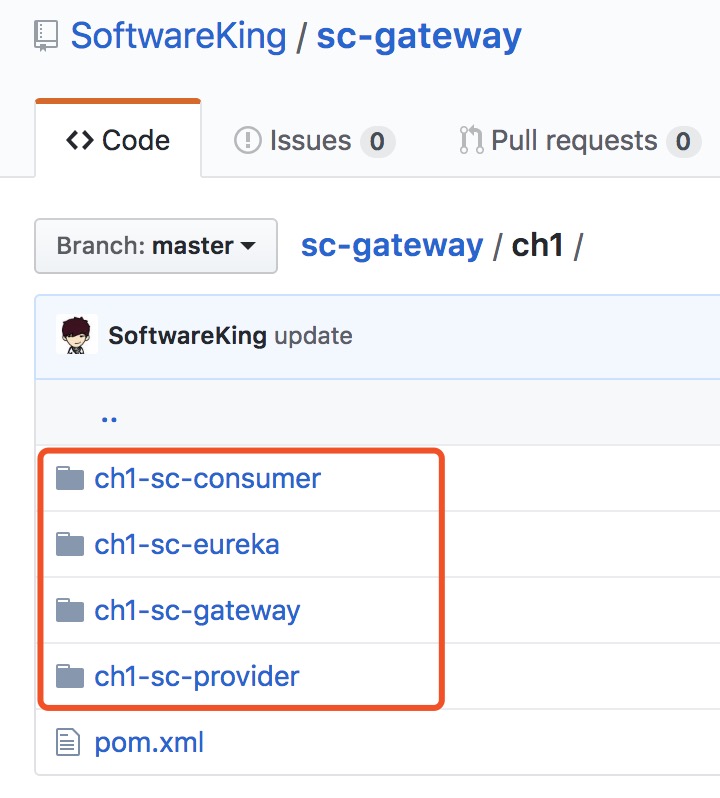 SoftwareKing / sc-gateway
Code Issues 0 Pull requests 0
Branch: master sc-gateway / ch1 /
SoftwareKing update
..
ch1-sc-consumer
ch1-sc-eureka
ch1-sc-gateway
ch1-sc-provider
pom.xml